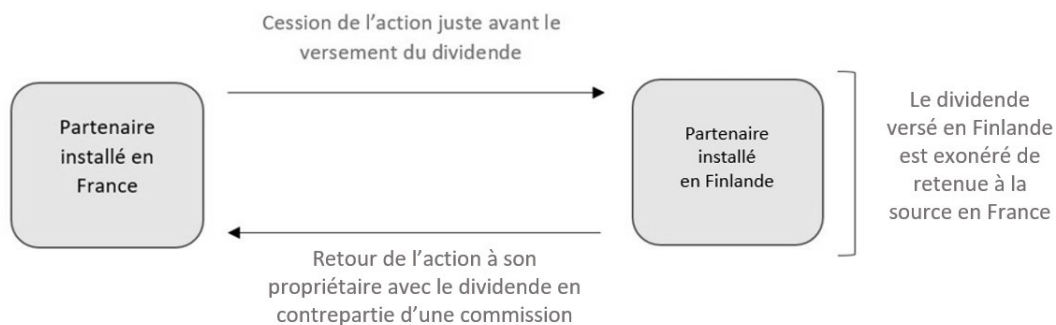 Cession de l’action juste avant le
versement du dividende
Partenaire
installé en
France
Partenaire
installé
en Finlande
Le dividende
versé en Finlande
est exonéré de
retenue à la
source en France
Retour de l’action à son
propriétaire avec le dividende en
contrepartie d’une commission